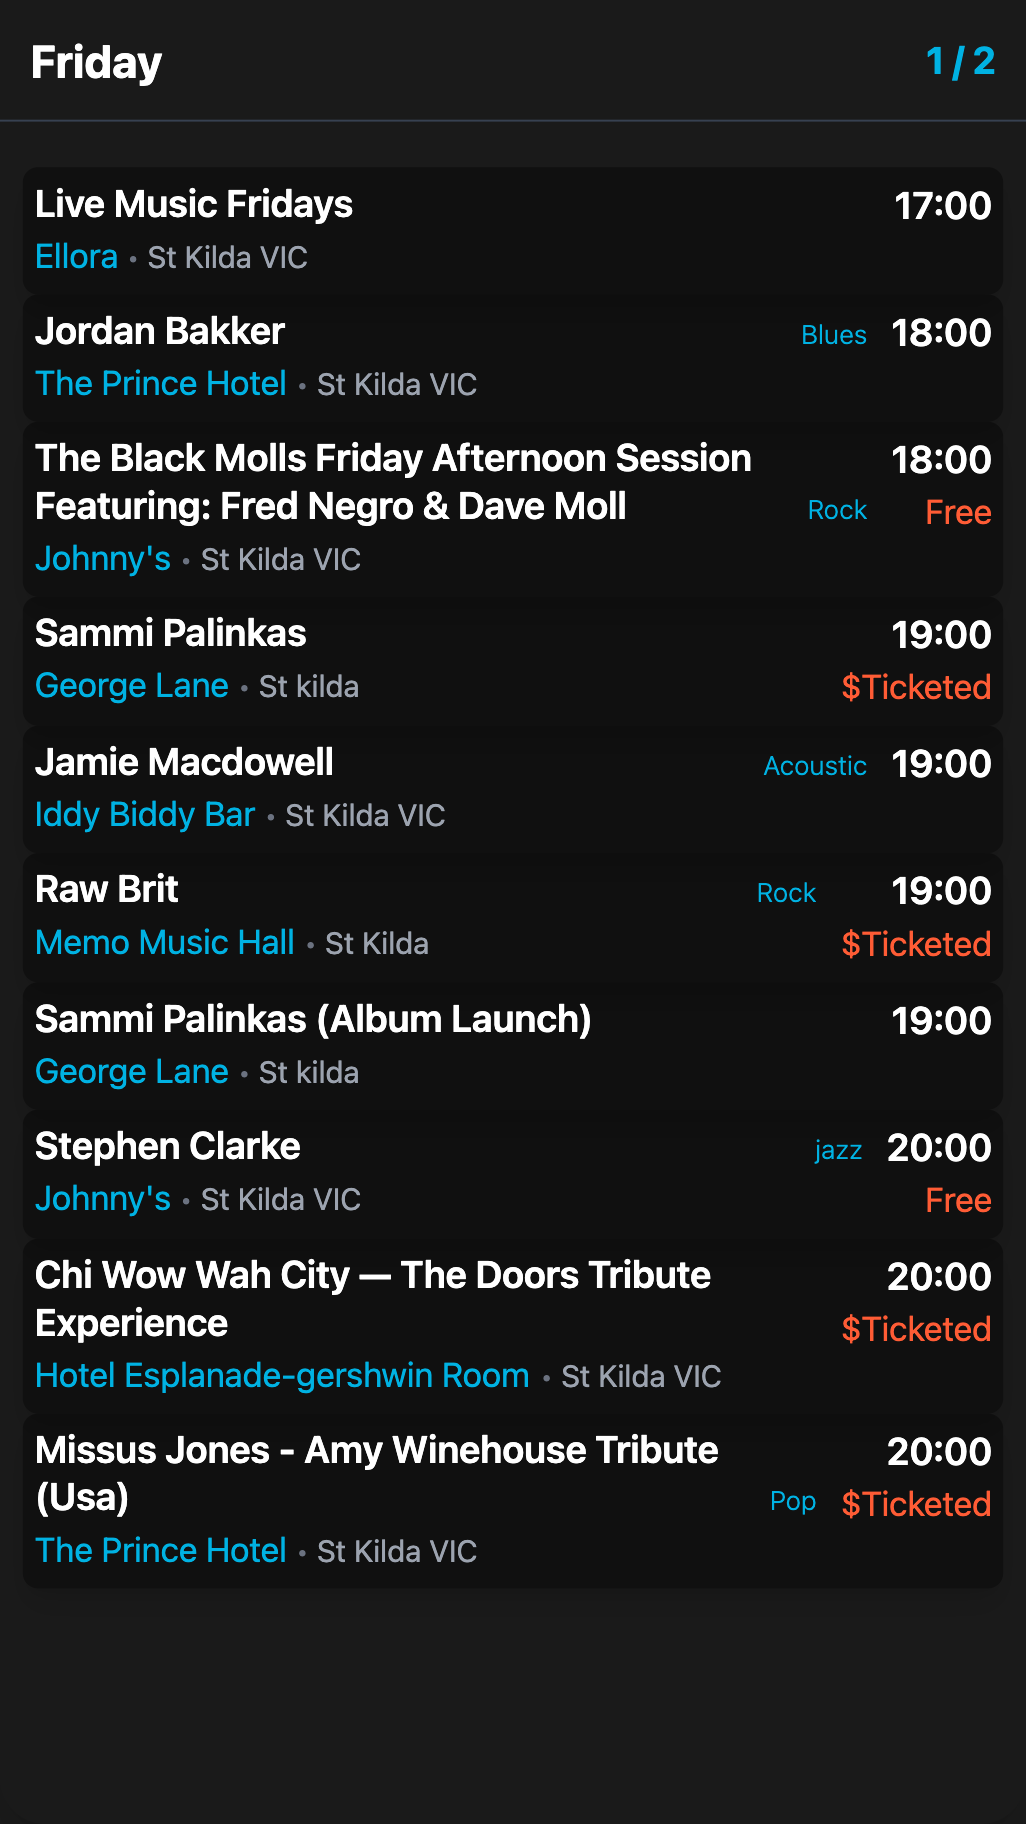 Friday 1 / 2
Live Music Fridays 17:00
Ellora • St Kilda VIC
Jordan Bakker Blues 18:00
The Prince Hotel • St Kilda VIC
The Black Molls Friday Afternoon Session 18:00
Featuring: Fred Negro & Dave Moll Rock Free
Johnny's • St Kilda VIC
Sammi Palinkas 19:00
George Lane • St kilda $Ticketed
Jamie Macdowell Acoustic 19:00
Iddy Biddy Bar • St Kilda VIC
Raw Brit Rock 19:00
Memo Music Hall • St Kilda $Ticketed
Sammi Palinkas (Album Launch) 19:00
George Lane • St kilda
Stephen Clarke jazz 20:00
Johnny's • St Kilda VIC Free
Chi Wow Wah City — The Doors Tribute 20:00
Experience $Ticketed
Hotel Esplanade-gershwin Room • St Kilda VIC
Missus Jones - Amy Winehouse Tribute 20:00
(Usa) Pop $Ticketed
The Prince Hotel • St Kilda VIC